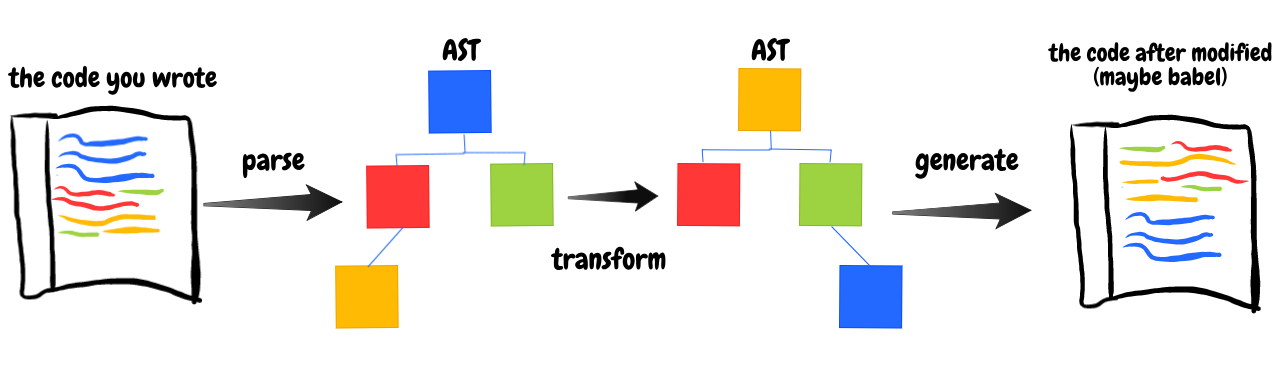 the code you wrote
parse
AST
transform
AST
generate
the code after modified
(maybe babel)